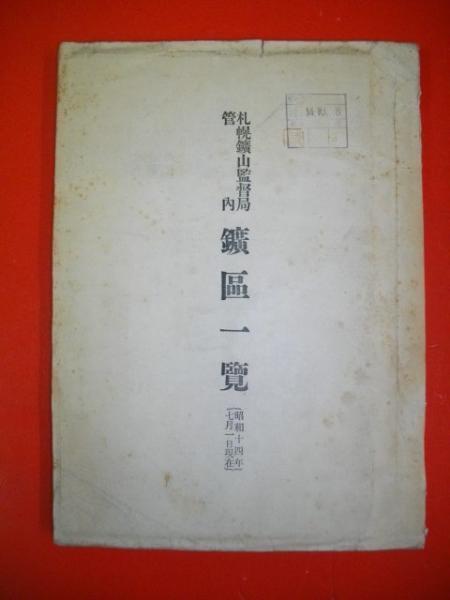 札幌鑛山監督局
管內
鑛區一覽
〔昭和十四年
七月一日現在〕